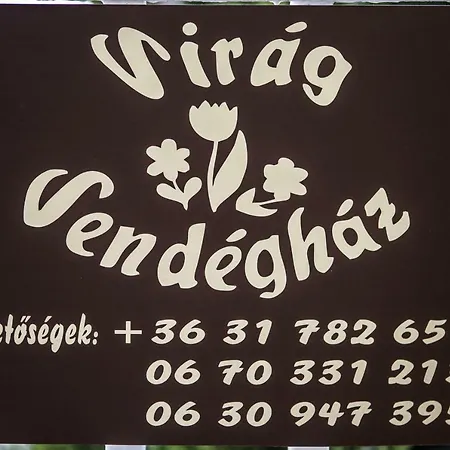 Virág
Vendégház
etőségek: + 36 31 782 65
06 70 331 21
06 30 947 39